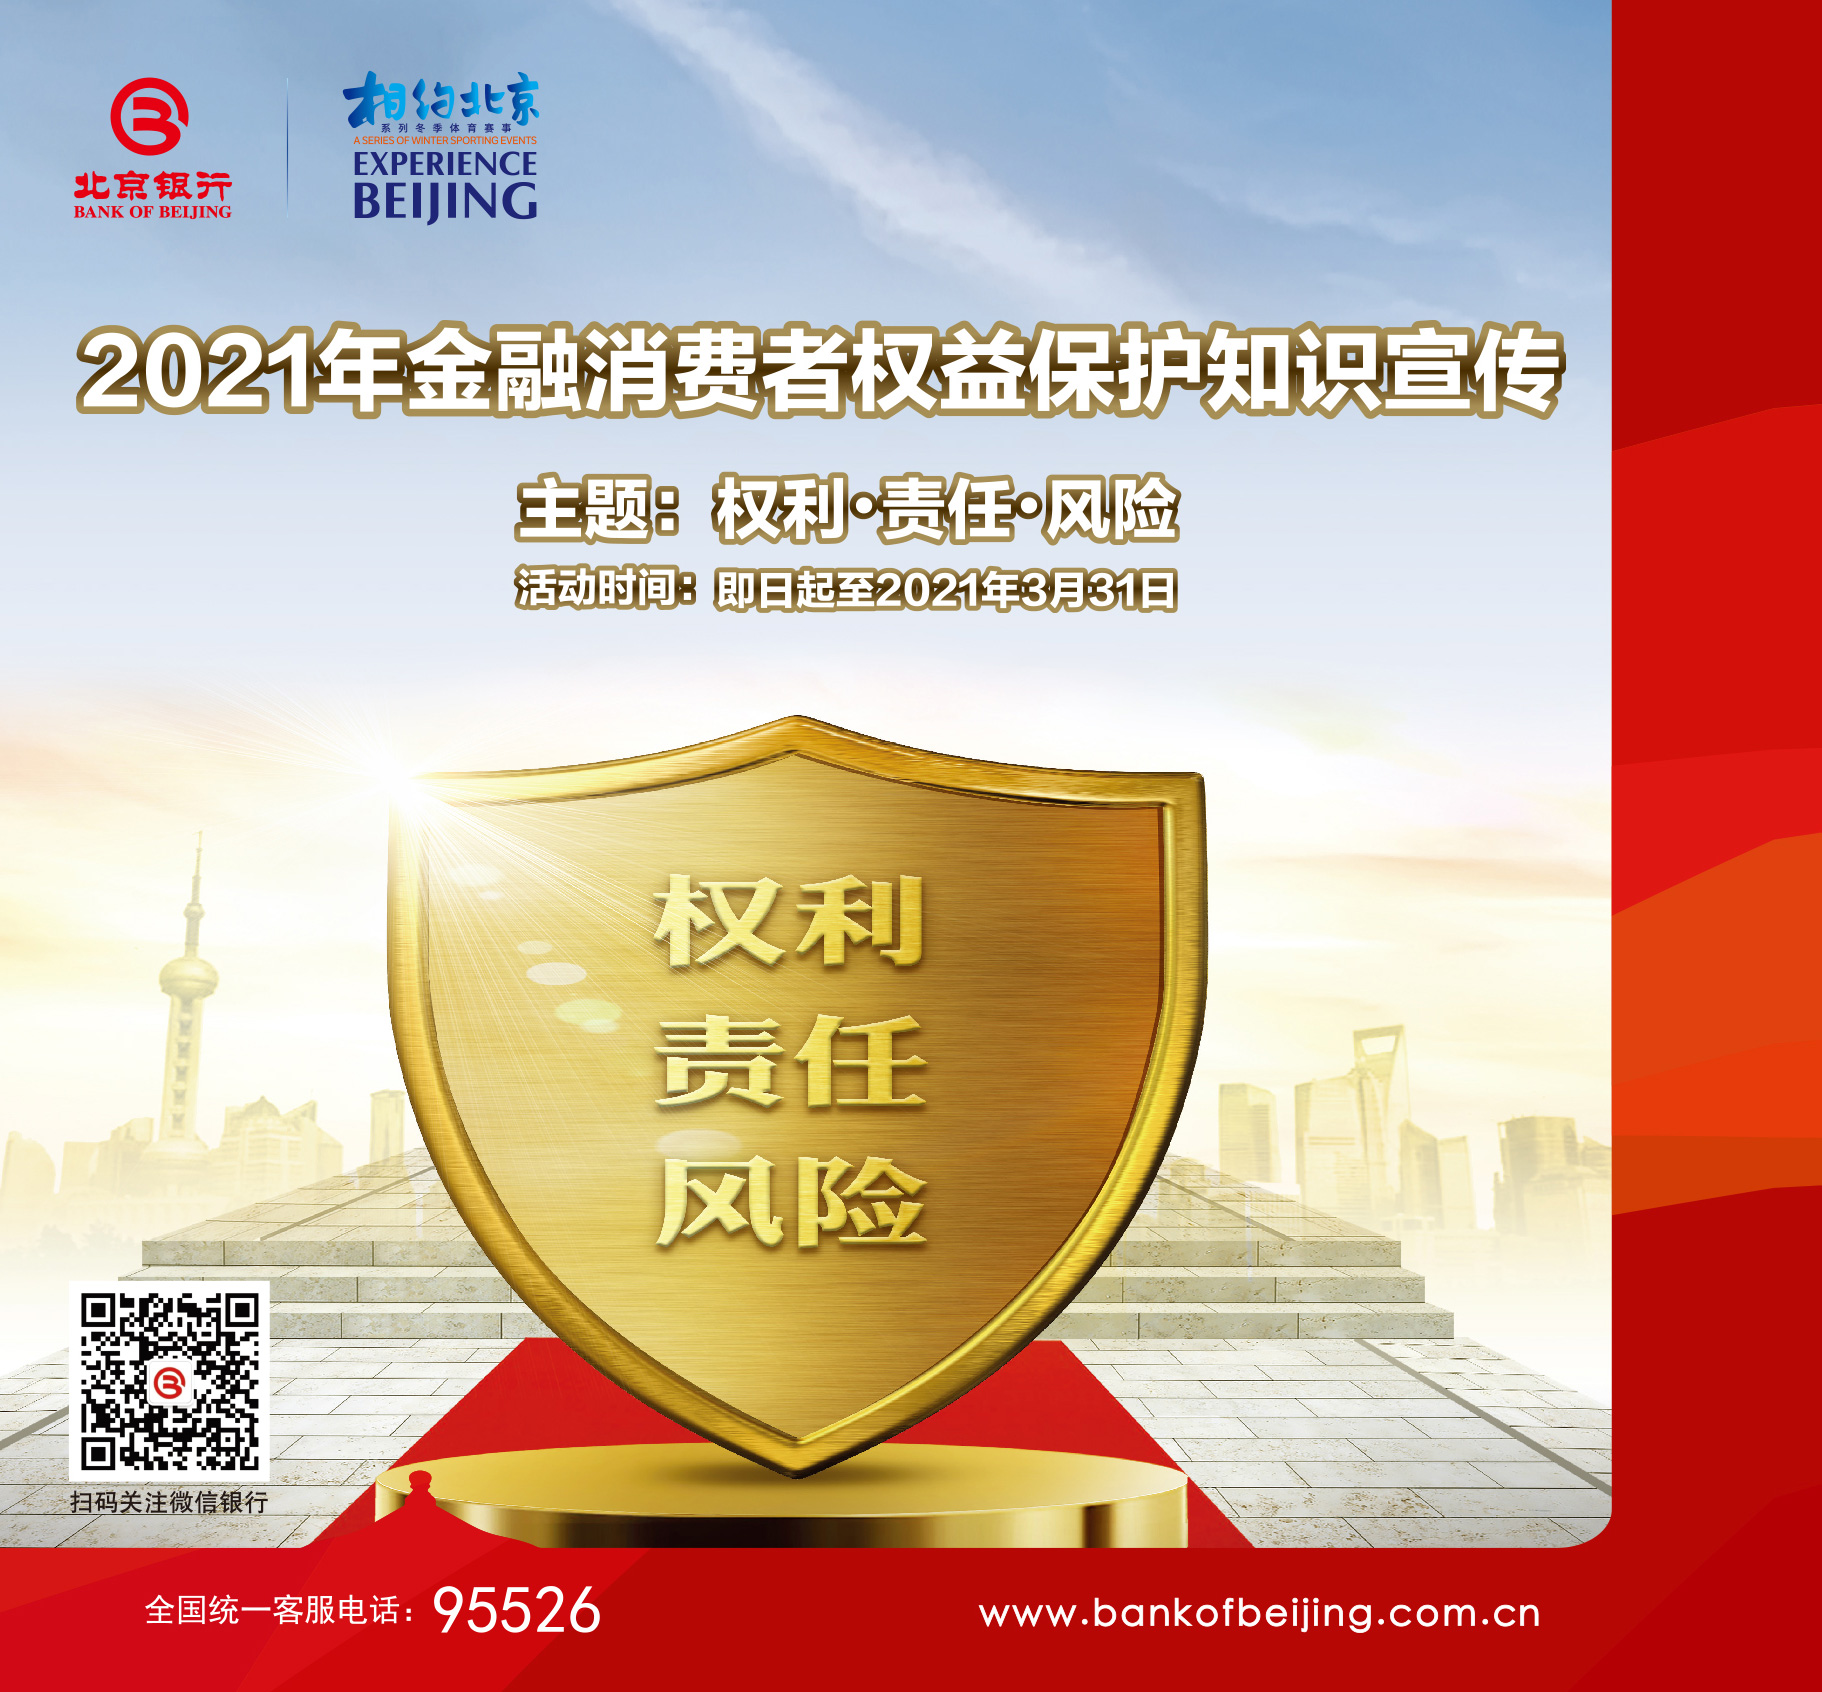 北京银行
BANK OF BEIJING
相约北京
系列冬季体育赛事
A SERIES OF WINTER SPORTING EVENTS
EXPERIENCE
BEIJING
2021年金融消费者权益保护知识宣传
主题：权利·责任·风险
活动时间：即日起至2021年3月31日
权利
责任
风险
扫码关注微信银行
全国统一客服电话：95526
www.bankofbeijing.com.cn